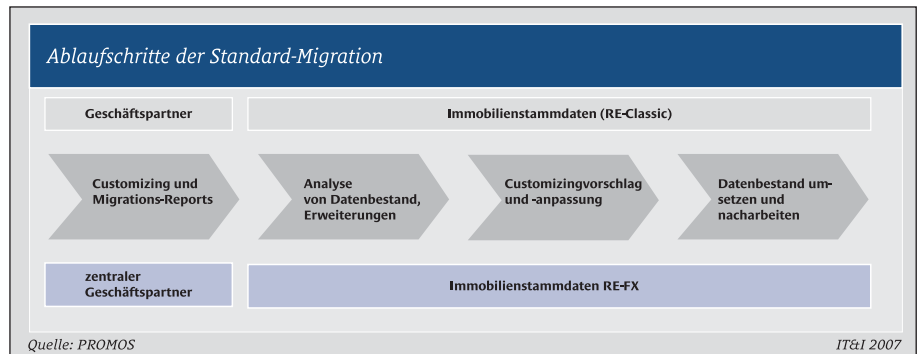 Ablaufschritte der Standard-Migration
Geschäftspartner
Immobilienstammdaten (RE-Classic)
Customizing und
Migrations-Reports
Analyse
von Datenbestand,
Erweiterungen
Customizingvorschlag
und -anpassung
Datenbestand um-
setzen und
nacharbeiten
zentraler
Geschäftspartner
Immobilienstammdaten RE-FX
Quelle: PROMOS
IT&I 2007